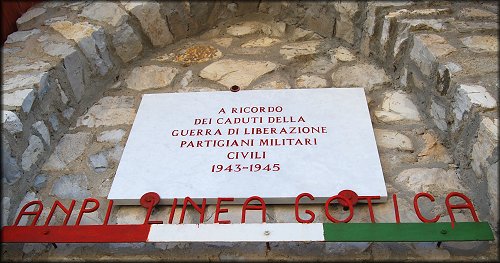 A RICORDO
DEI CADUTI DELLA
GUERRA DI LIBERAZIONE
PARTIGIANI MILITARI
CIVILI
1943-1945
ANPI LINEA GOTICA